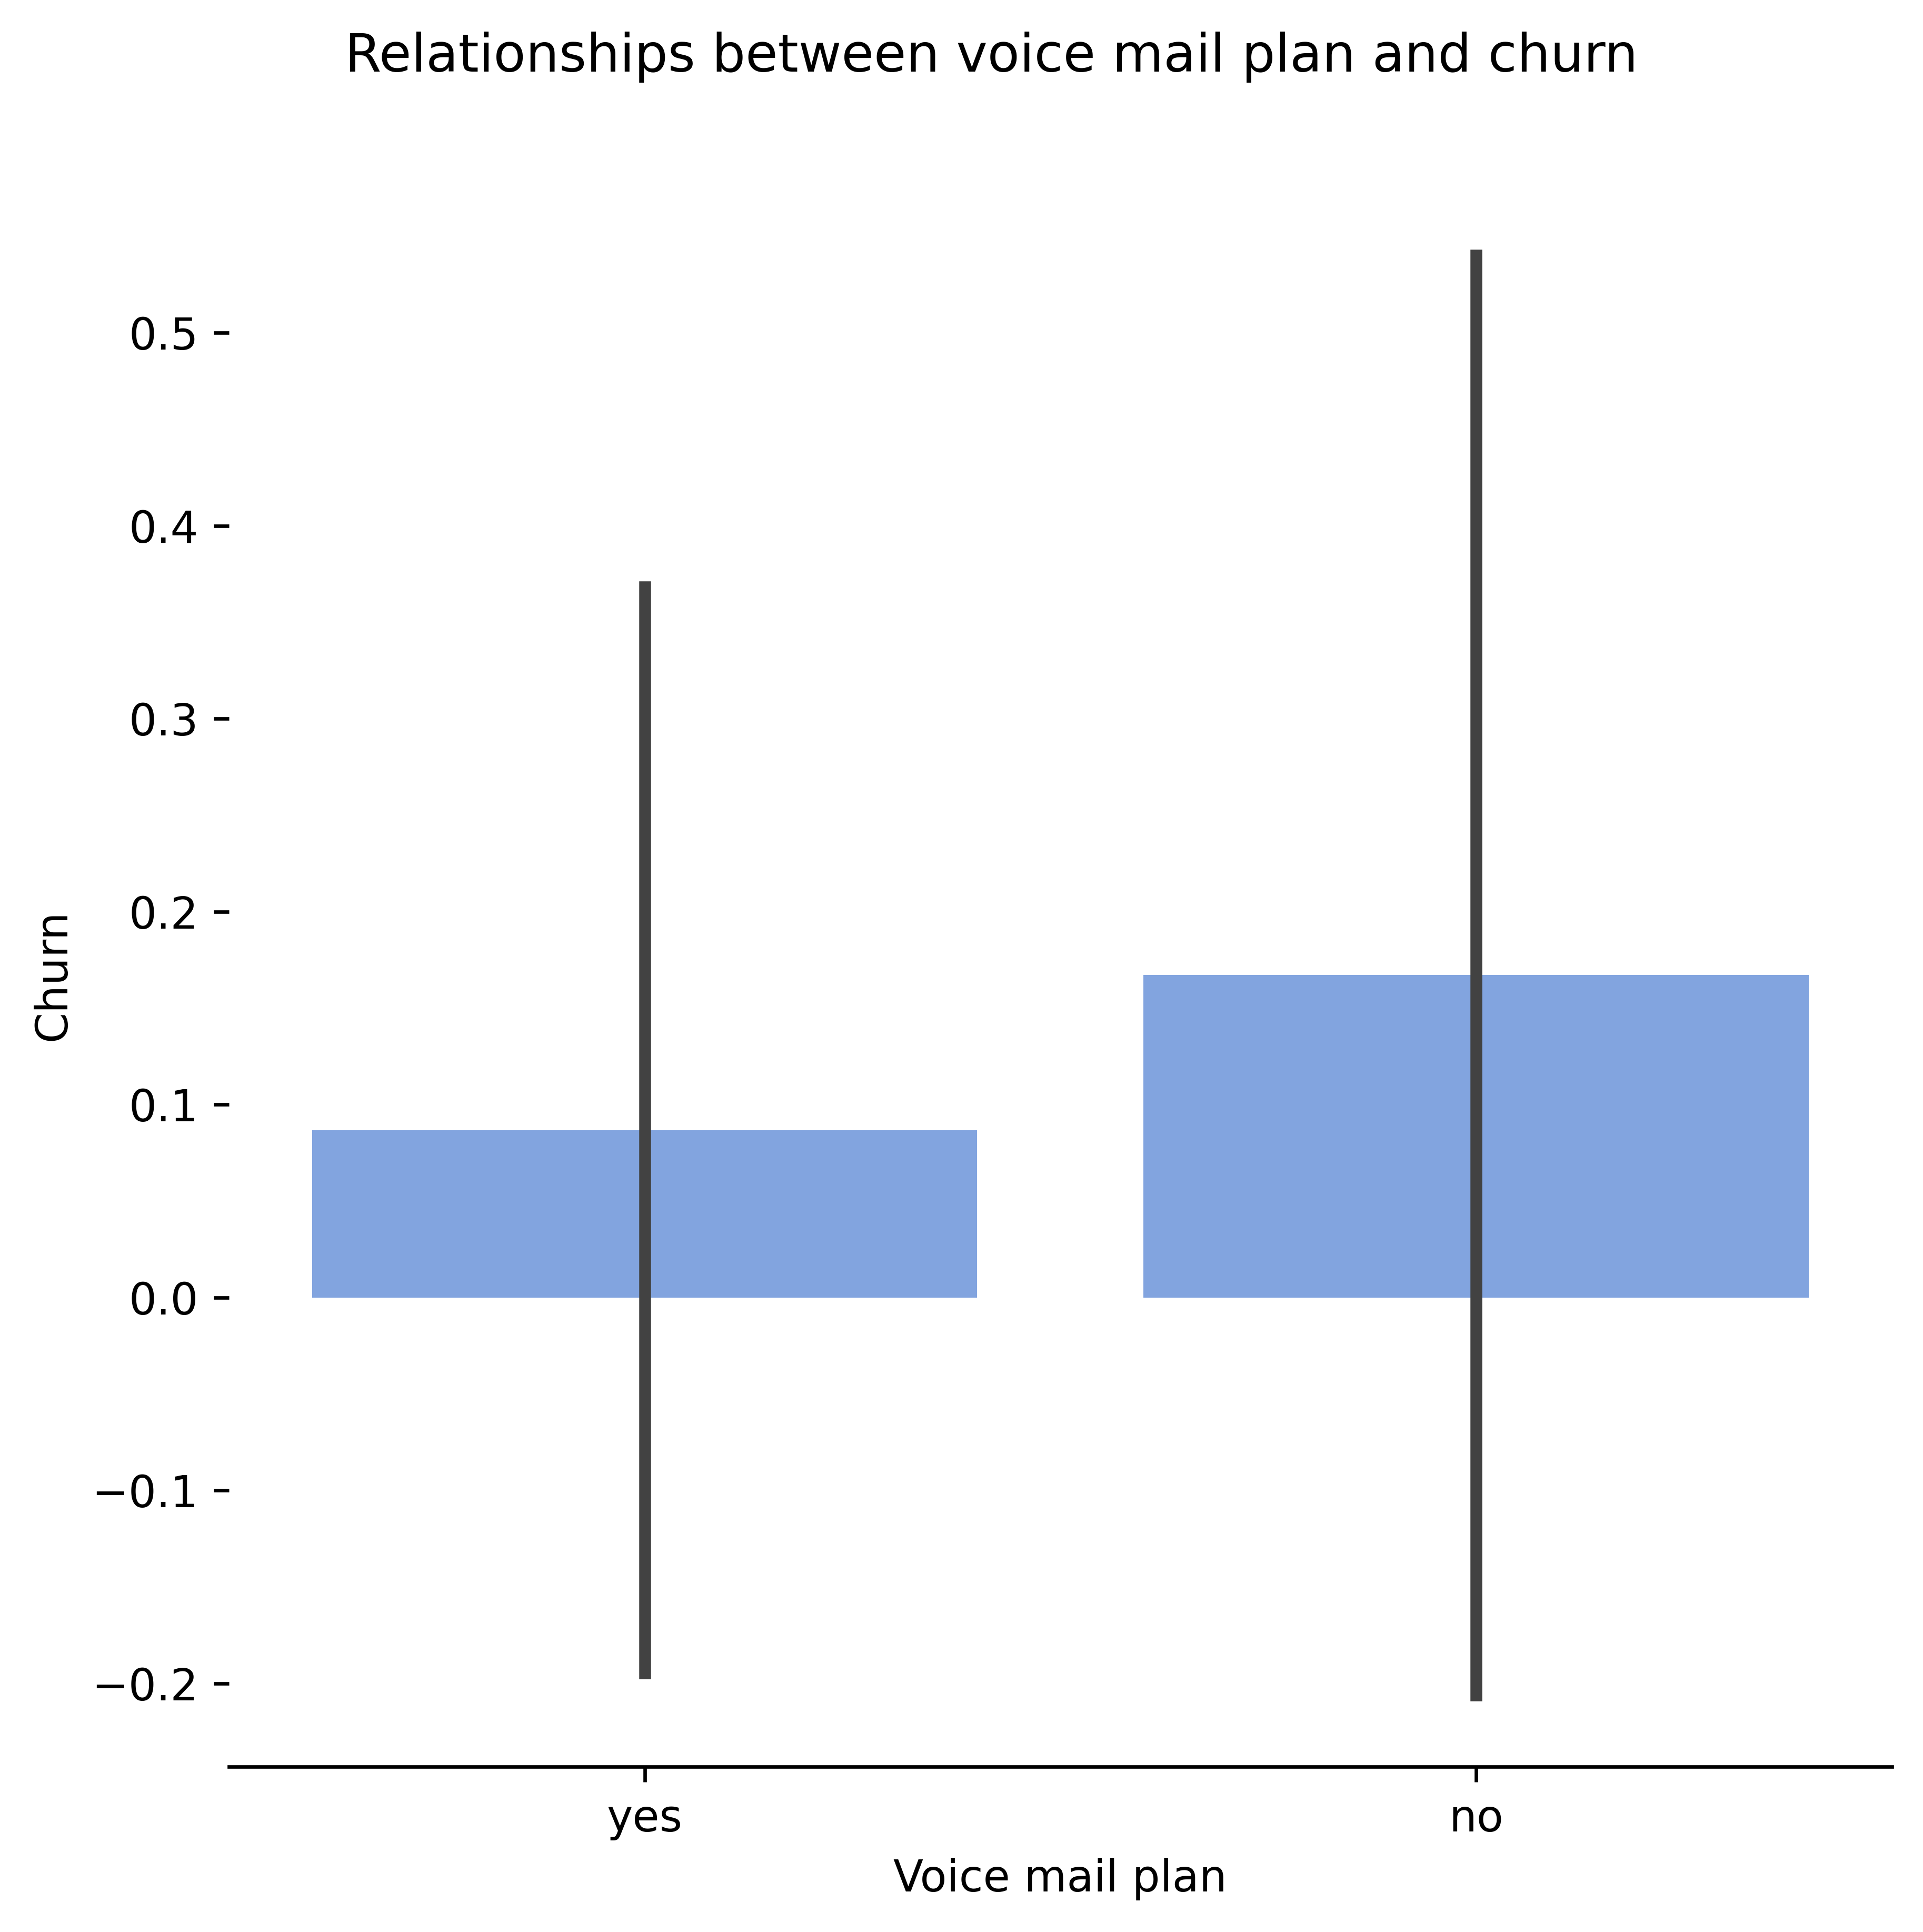 Relationships between voice mail plan and churn
0.5
0.4
0.3
0.2
0.1
0.0
−0.1
−0.2
Churn
yes
no
Voice mail plan